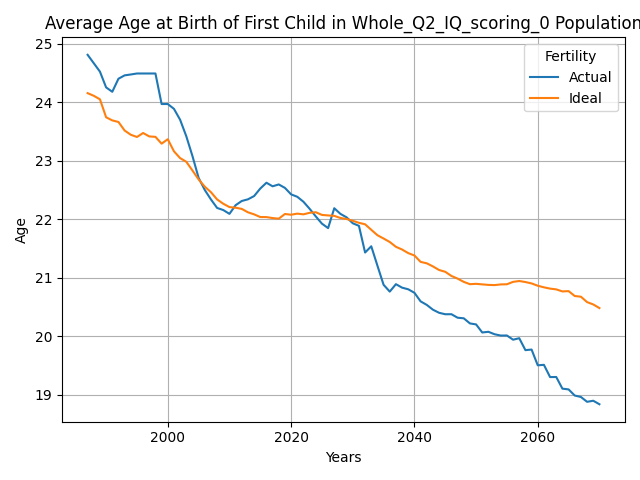 Average Age at Birth of First Child in Whole_Q2_IQ_scoring_0 Population
25
24
23
22
21
20
19
Age
2000
2020
2040
2060
Years
Fertility
Actual
Ideal